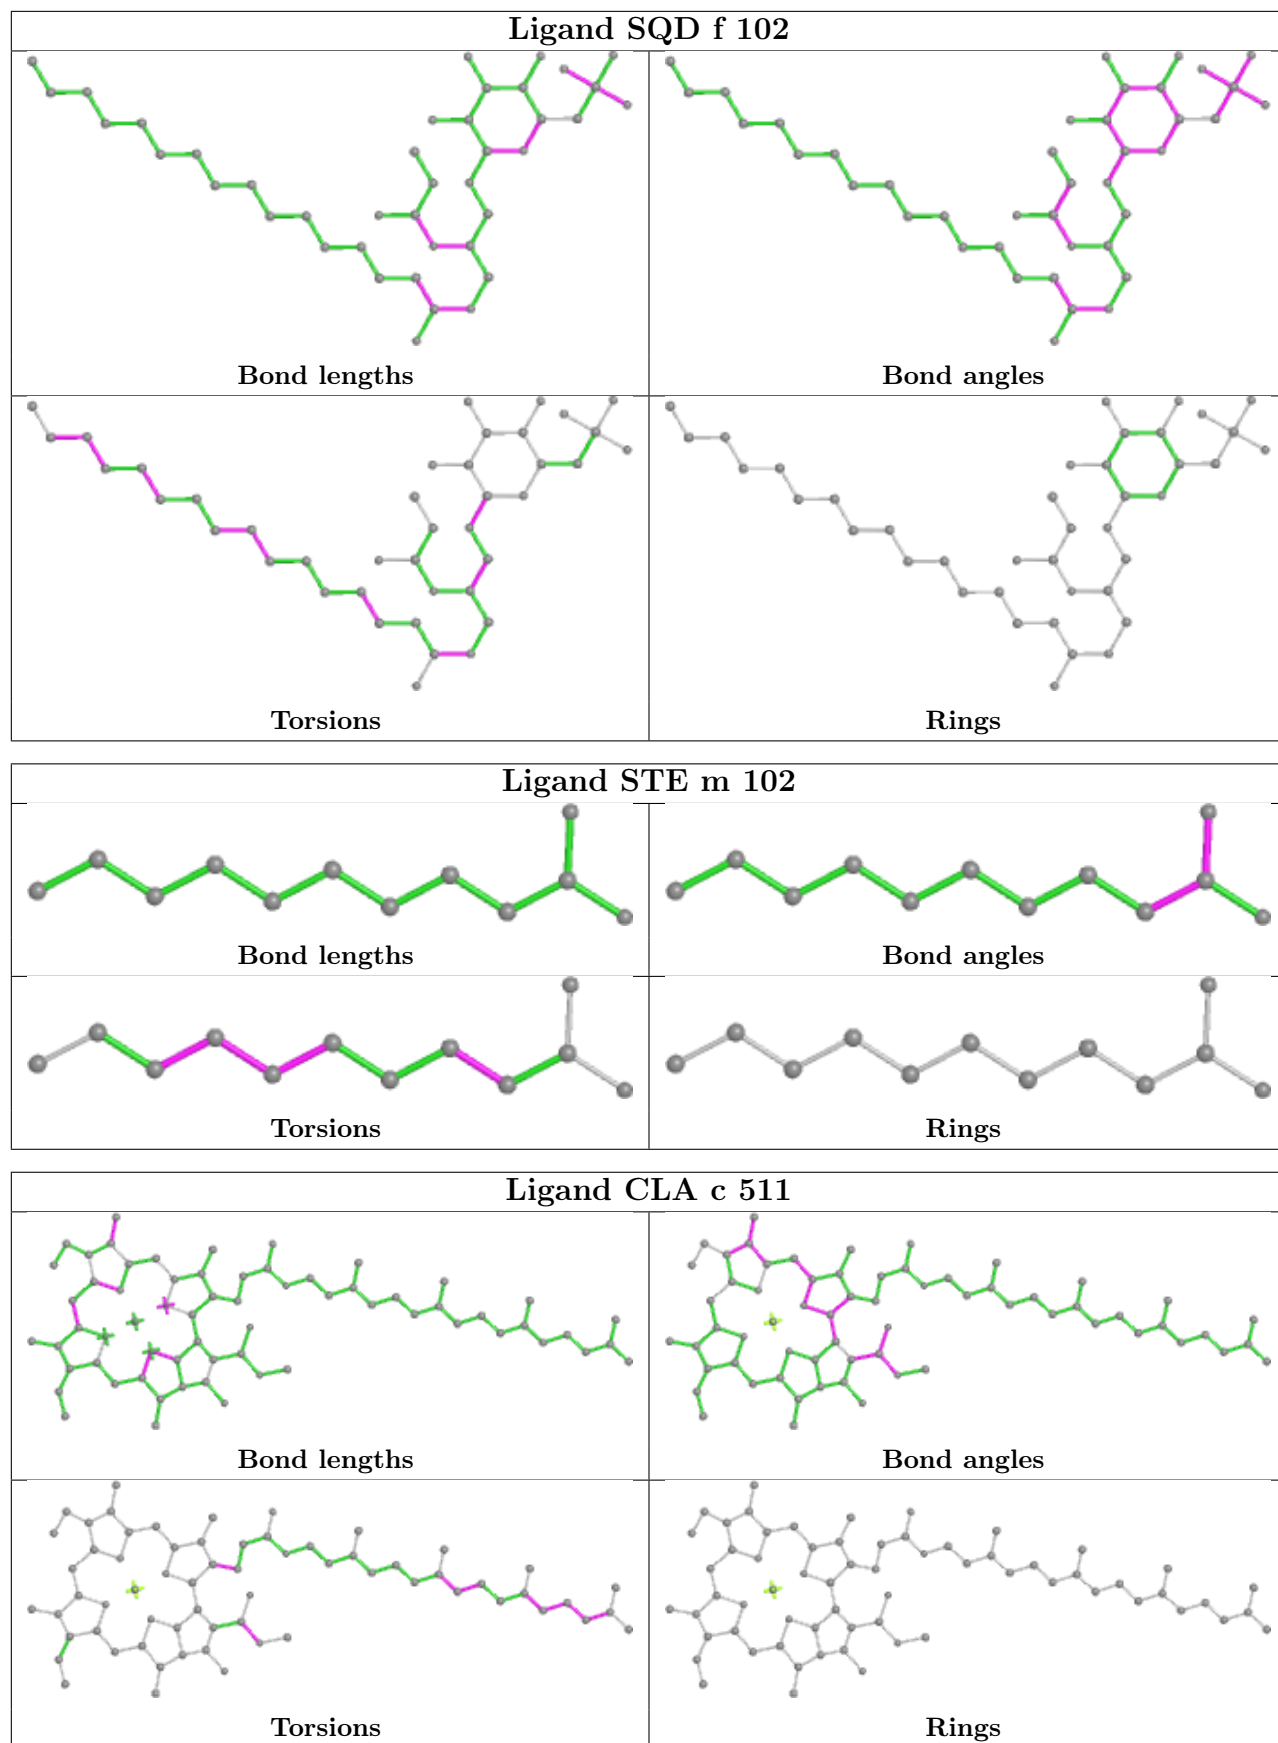 Ligand SQD f 102
Bond lengths
Bond angles
Torsions
Rings
Ligand STE m 102
Bond lengths
Bond angles
Torsions
Rings
Ligand CLA c 511
Bond lengths
Bond angles
Torsions
Rings